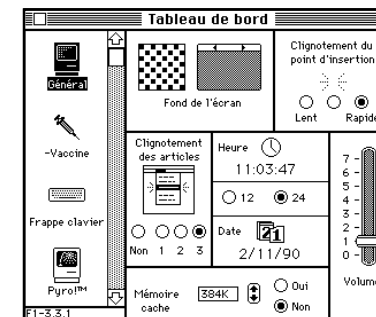 Tableau de bord
Général
-Vaccine
Frappe clavier
Pyro!™
F1-3.3.1
Fond de l'écran
Clignotement du
point d'insertion
Lent Rapide
Clignotement
des articles
Non 1 2 3
Heure
11:03:47
12 24
Date 21
2/11/90
7
6
5
4
3
2
1
0
Volume
Mémoire
cache
384K
Oui
Non